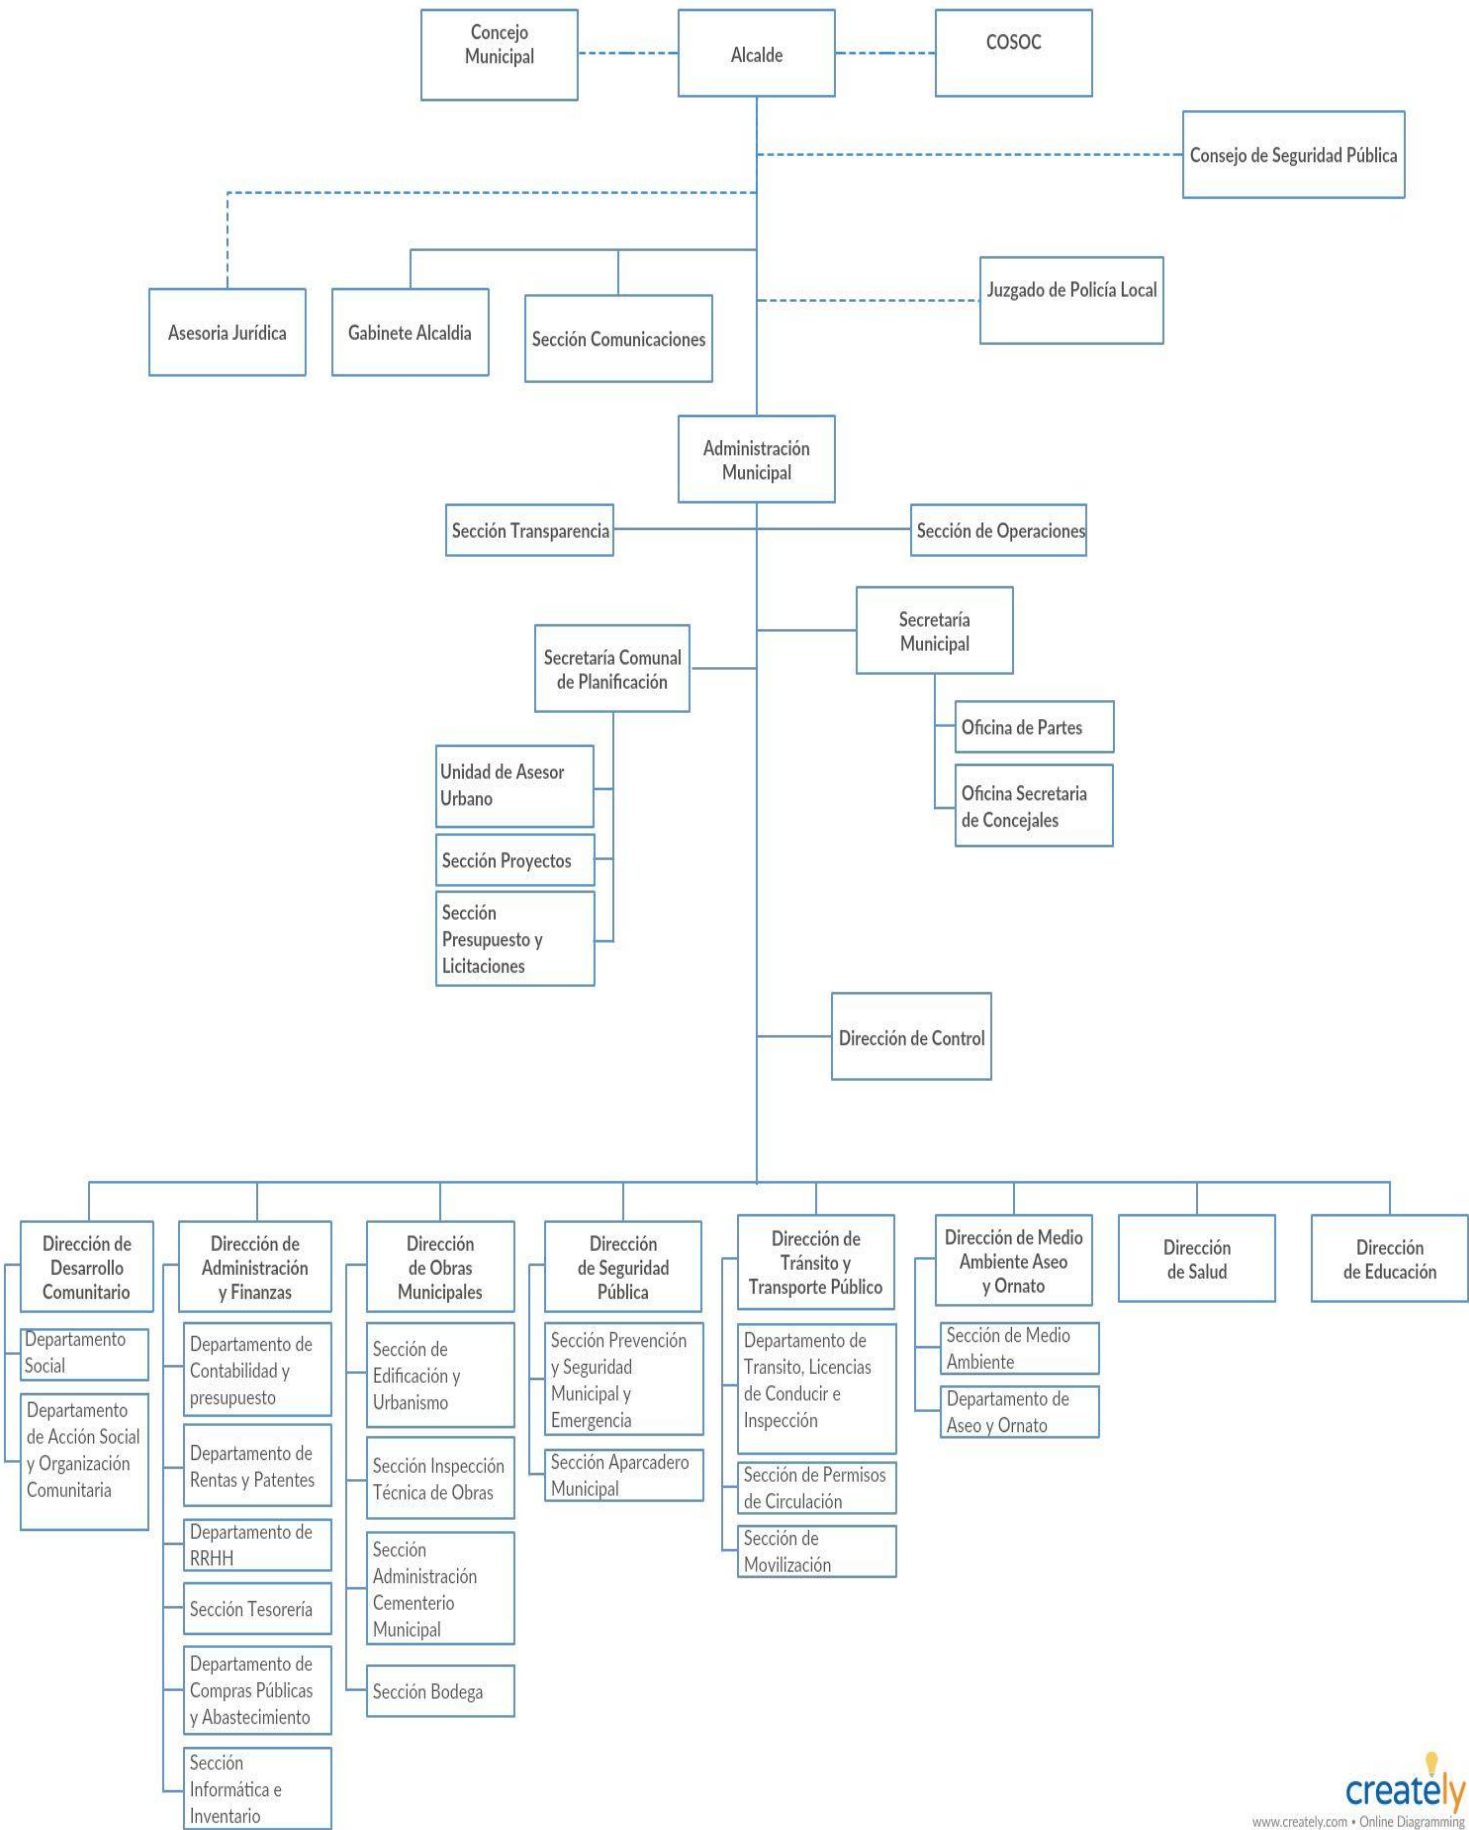 Concejo
Municipal
Alcalde
COSOC
Consejo de Seguridad Pública
Asesoria Jurídica
Gabinete Alcaldia
Sección Comunicaciones
Juzgado de Policía Local
Administración
Municipal
Sección Transparencia
Sección de Operaciones
Secretaría
Municipal
Secretaría Comunal
de Planificación
Oficina de Partes
Oficina Secretaria
de Concejales
Unidad de Asesor
Urbano
Sección Proyectos
Sección
Presupuesto y
Licitaciones
Dirección de Control
Dirección de
Desarrollo
Comunitario
Departamento
Social
Departamento
de Acción Social
y Organización
Comunitaria
Dirección de
Administración
y Finanzas
Departamento de
Contabilidad y
presupuesto
Departamento de
Rentas y Patentes
Departamento de
RRHH
Sección Tesorería
Departamento de
Compras Públicas
y Abastecimiento
Sección
Informática e
Inventario
Dirección
de Obras
Municipales
Sección de
Edificación y
Urbanismo
Sección Inspección
Técnica de Obras
Sección
Administración
Cementerio
Municipal
Sección Bodega
Dirección
de Seguridad
Pública
Sección Prevención
y Seguridad
Municipal y
Emergencia
Sección Aparcadero
Municipal
Dirección de
Tránsito y
Transporte Público
Departamento de
Transito, Licencias
de Conducir e
Inspección
Sección de Permisos
de Circulación
Sección de
Movilización
Dirección de Medio
Ambiente Aseo
y Ornato
Sección de Medio
Ambiente
Departamento de
Aseo y Ornato
Dirección
de Salud
Dirección
de Educación
creately
www.creately.com • Online Diagramming